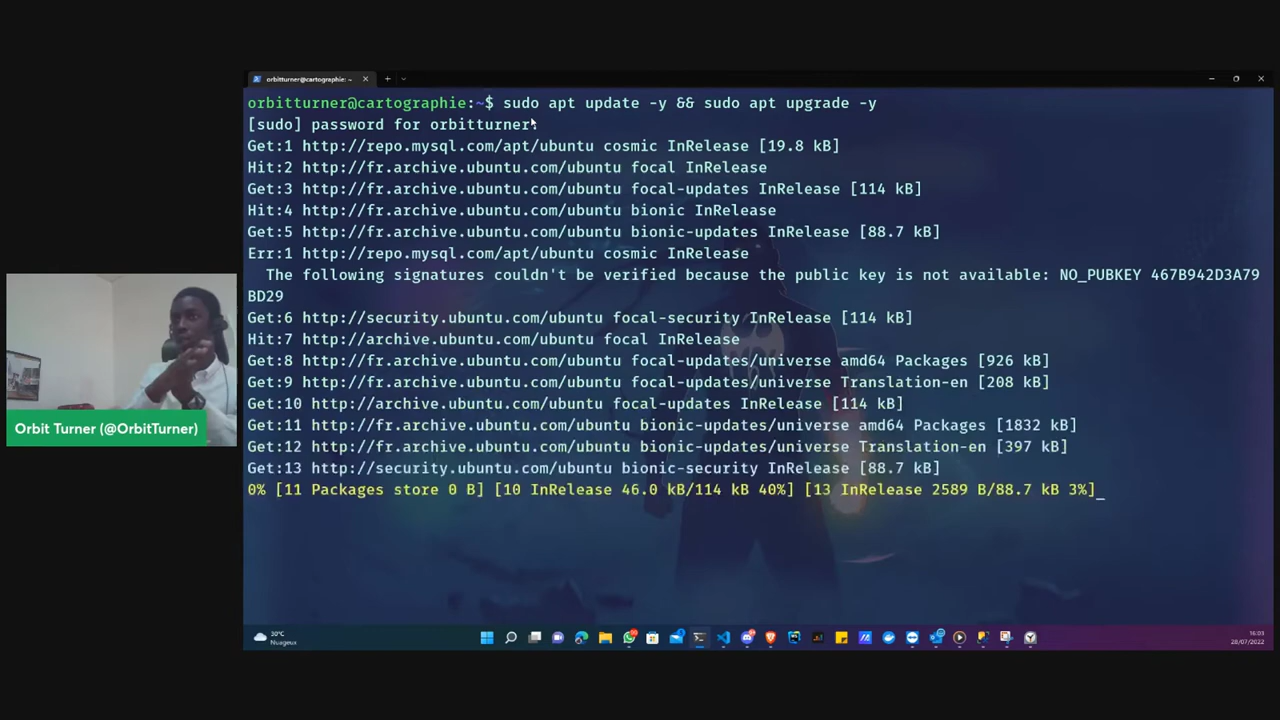 orbitturner@cartographie: ~
orbitturner@cartographie:~$ sudo apt update -y && sudo apt upgrade -y
[sudo] password for orbitturner:
Get:1 http://repo.mysql.com/apt/ubuntu cosmic InRelease [19.8 kB]
Hit:2 http://fr.archive.ubuntu.com/ubuntu focal InRelease
Get:3 http://fr.archive.ubuntu.com/ubuntu focal-updates InRelease [114 kB]
Hit:4 http://fr.archive.ubuntu.com/ubuntu bionic InRelease
Get:5 http://fr.archive.ubuntu.com/ubuntu bionic-updates InRelease [88.7 kB]
Err:1 http://repo.mysql.com/apt/ubuntu cosmic InRelease
The following signatures couldn't be verified because the public key is not available: NO_PUBKEY 467B942D3A79
BD29
Get:6 http://security.ubuntu.com/ubuntu focal-security InRelease [114 kB]
Hit:7 http://archive.ubuntu.com/ubuntu focal InRelease
Get:8 http://fr.archive.ubuntu.com/ubuntu focal-updates/universe amd64 Packages [926 kB]
Get:9 http://fr.archive.ubuntu.com/ubuntu focal-updates/universe Translation-en [208 kB]
Get:10 http://archive.ubuntu.com/ubuntu focal-updates InRelease [114 kB]
Get:11 http://fr.archive.ubuntu.com/ubuntu bionic-updates/universe amd64 Packages [1832 kB]
Get:12 http://fr.archive.ubuntu.com/ubuntu bionic-updates/universe Translation-en [397 kB]
Get:13 http://security.ubuntu.com/ubuntu bionic-security InRelease [88.7 kB]
0% [11 Packages store 0 B] [10 InRelease 46.0 kB/114 kB 40%] [13 InRelease 2589 B/88.7 kB 3%]
Orbit Turner (@OrbitTurner)
30°C
Nuageux
16:03
28/07/2022